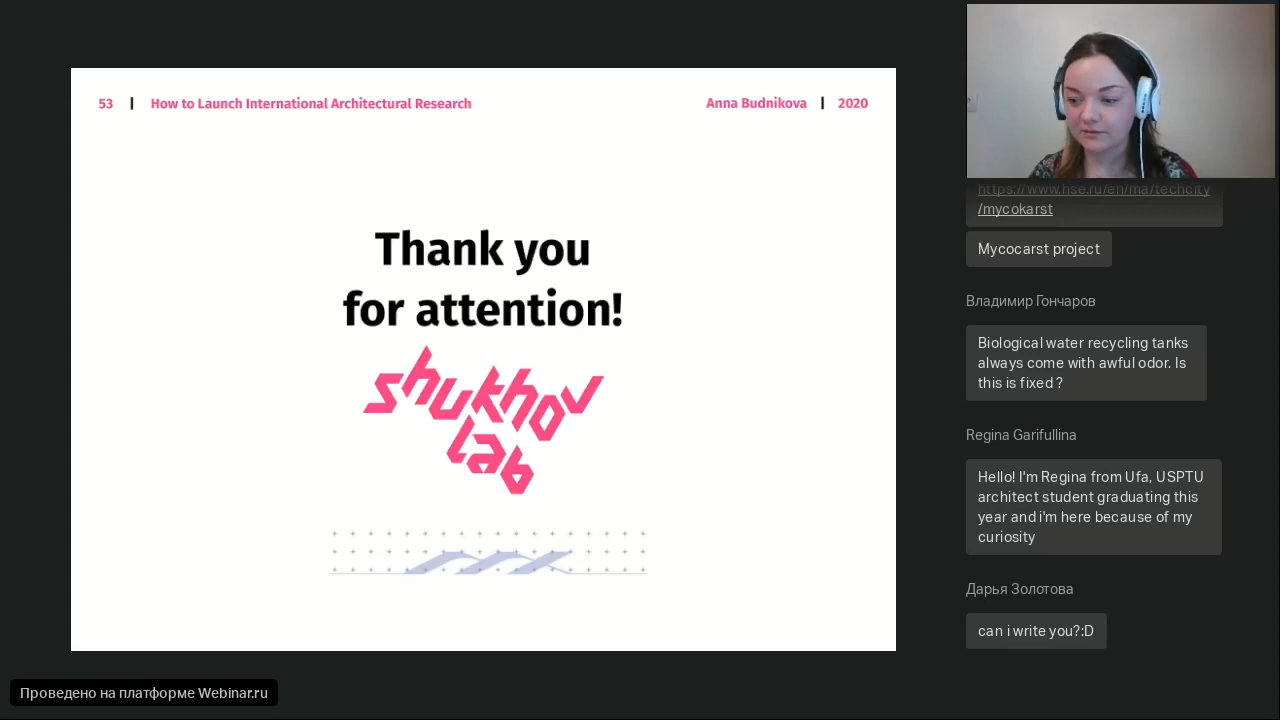 53 | How to Launch International Architectural Research
Anna Budnikova | 2020
Thank you
for attention!
shukhov
lab
https://www.hse.ru/en/ma/techcity
/mycokarst
Mycocarst project
Владимир Гончаров
Biological water recycling tanks
always come with awful odor. Is
this is fixed ?
Regina Garifullina
Hello! I'm Regina from Ufa, USPTU
architect student graduating this
year and i'm here because of my
curiosity
Дарья Золотова
can i write you?:D
Проведено на платформе Webinar.ru